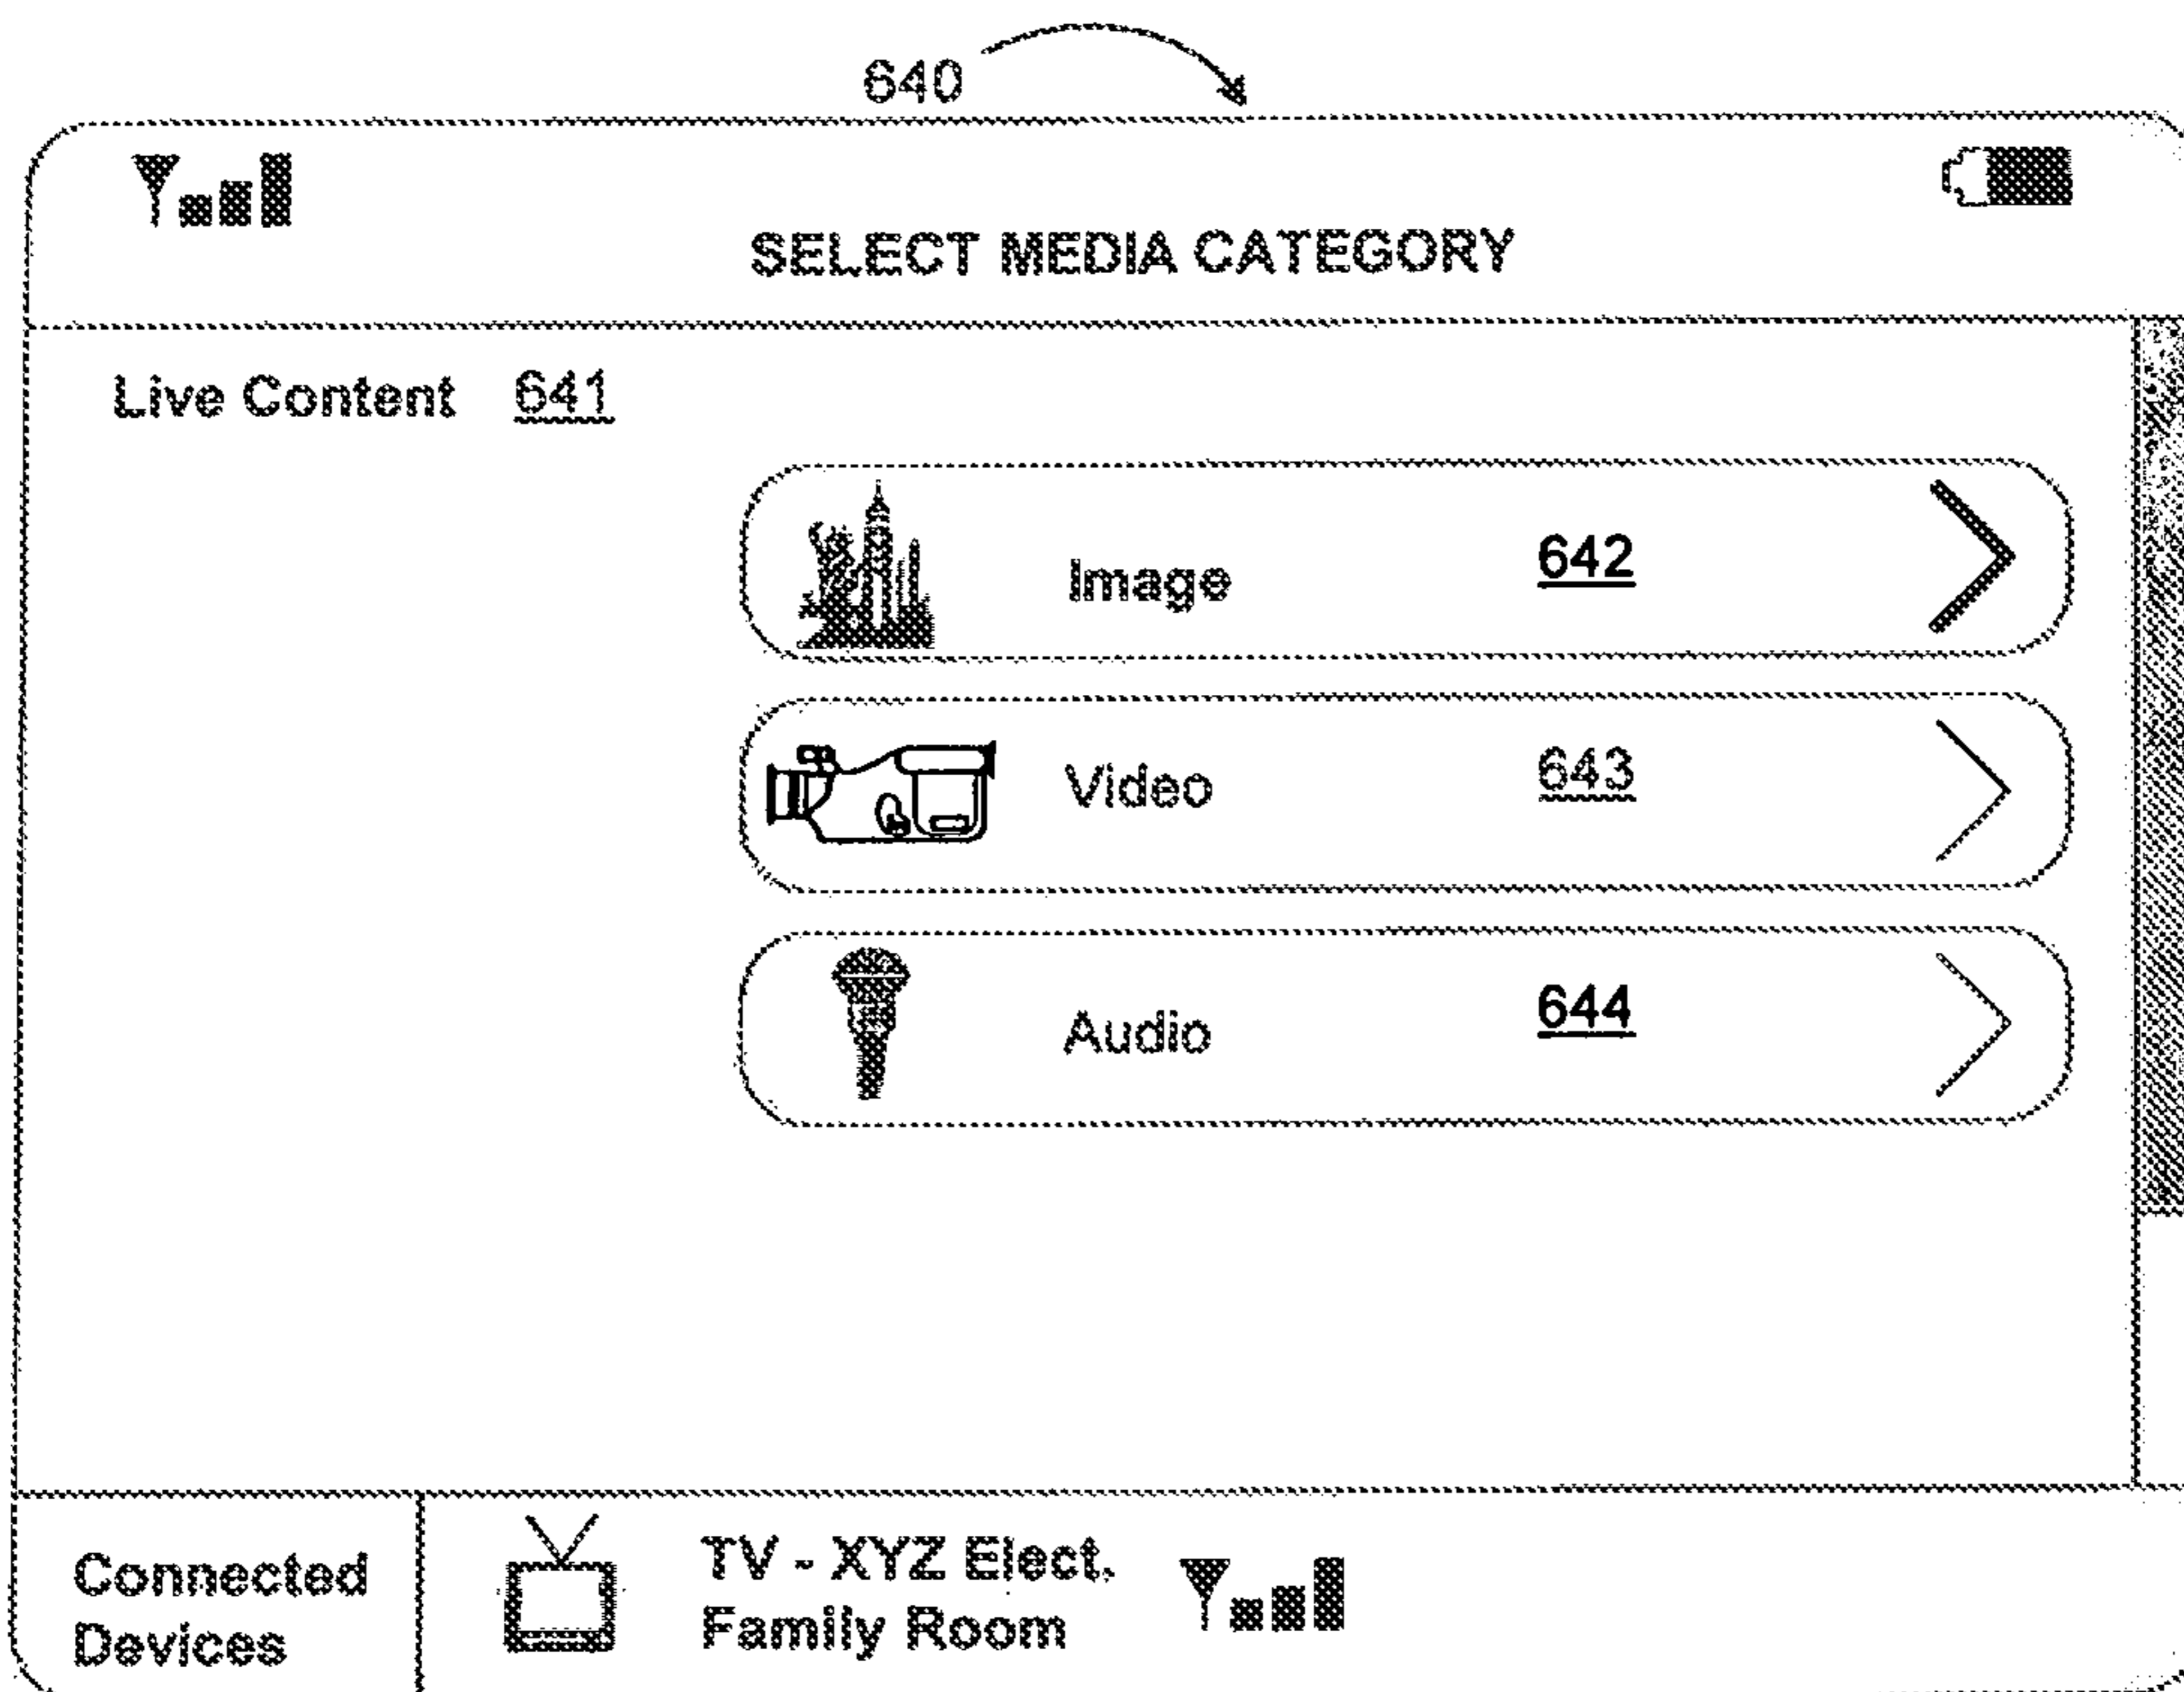 640
SELECT MEDIA CATEGORY
Live Content 641
Image 642
Video 643
Audio 644
Connected
Devices
TV - XYZ Elect.
Family Room